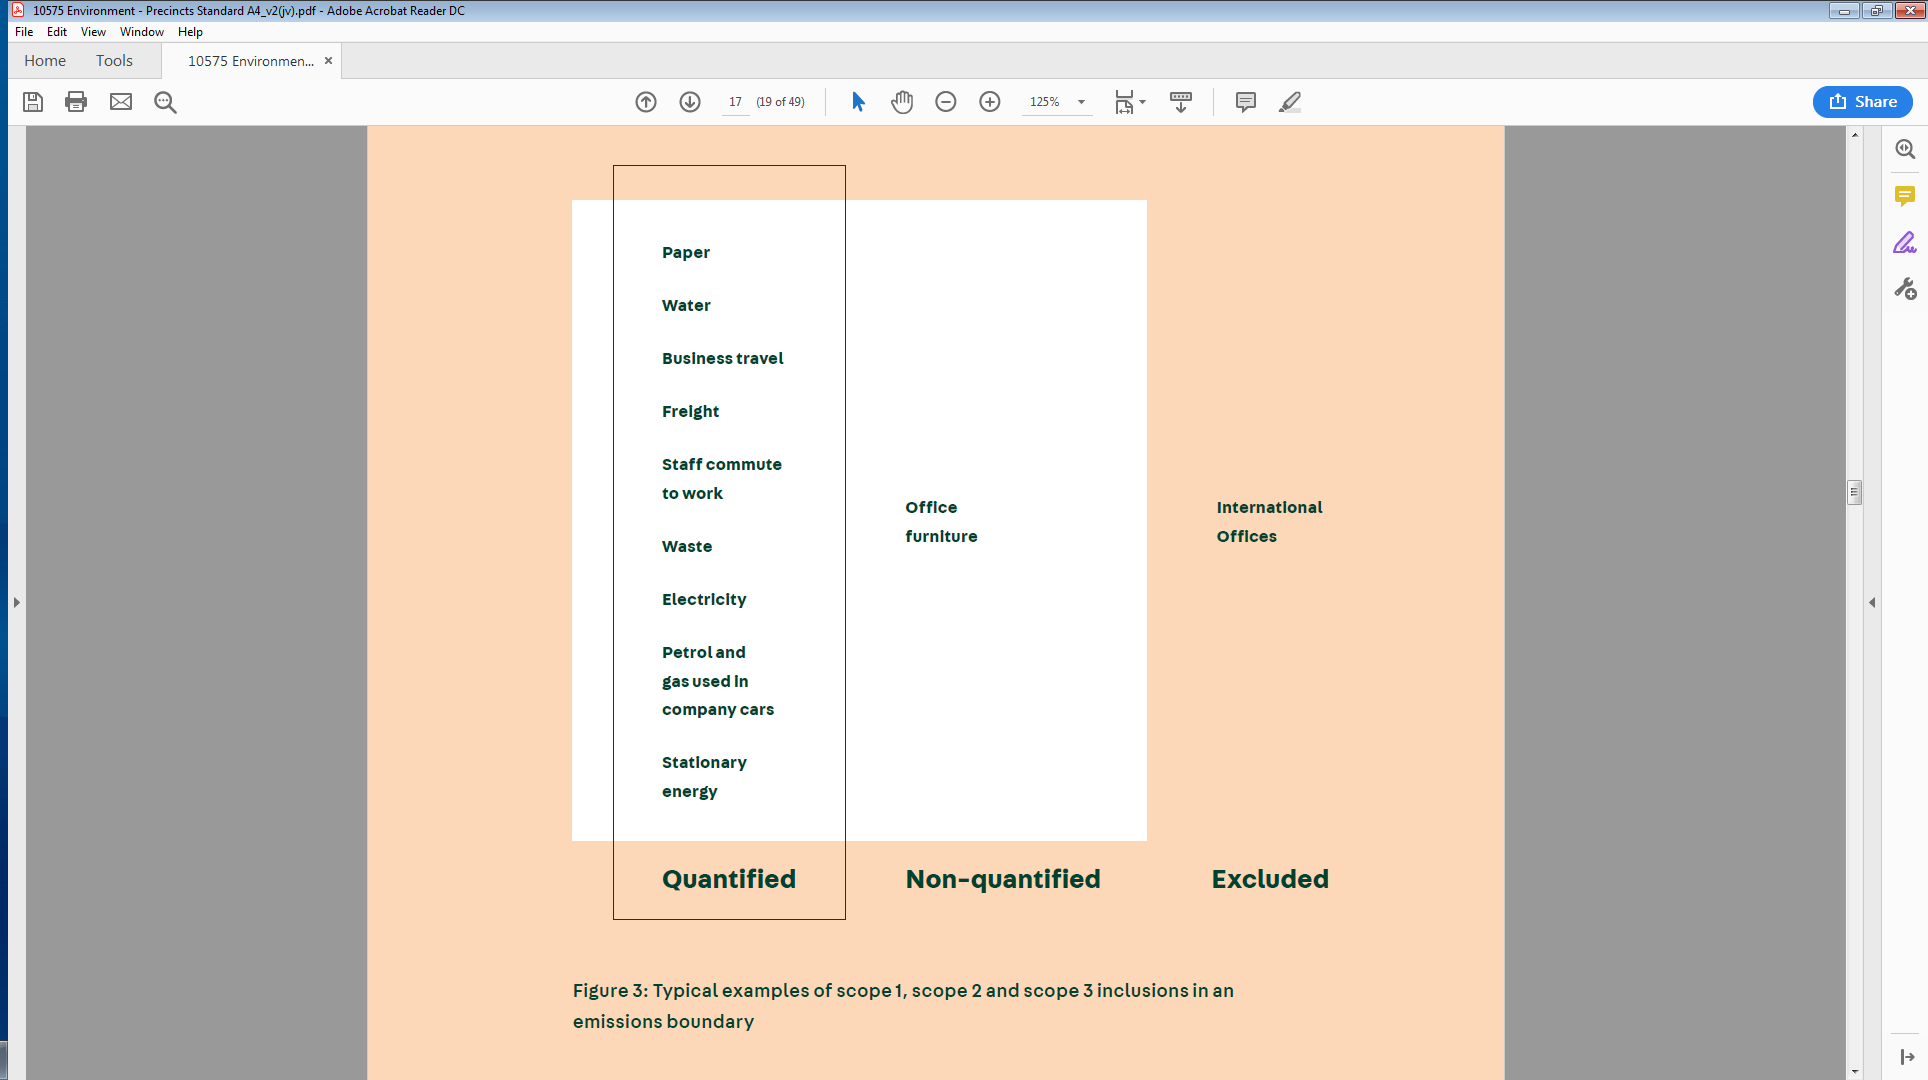 10575 Environment - Precincts Standard A4_v2(jv).pdf - Adobe Acrobat Reader DC
File Edit View Window Help
Home Tools 10575 Environmen... ×
17 (19 of 49) 125% Share
Paper
Water
Business travel
Freight
Staff commute
to work
Waste
Electricity
Petrol and
gas used in
company cars
Stationary
energy
Office
furniture
International
Offices
Quantified Non-quantified Excluded
Figure 3: Typical examples of scope 1, scope 2 and scope 3 inclusions in an
emissions boundary